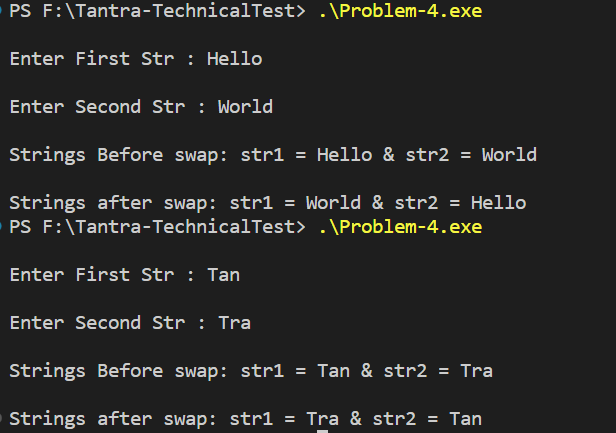 PS F:\Tantra-TechnicalTest> .\Problem-4.exe
Enter First Str : Hello
Enter Second Str : World
Strings Before swap: str1 = Hello & str2 = World
Strings after swap: str1 = World & str2 = Hello
PS F:\Tantra-TechnicalTest> .\Problem-4.exe
Enter First Str : Tan
Enter Second Str : Tra
Strings Before swap: str1 = Tan & str2 = Tra
Strings after swap: str1 = Tra & str2 = Tan